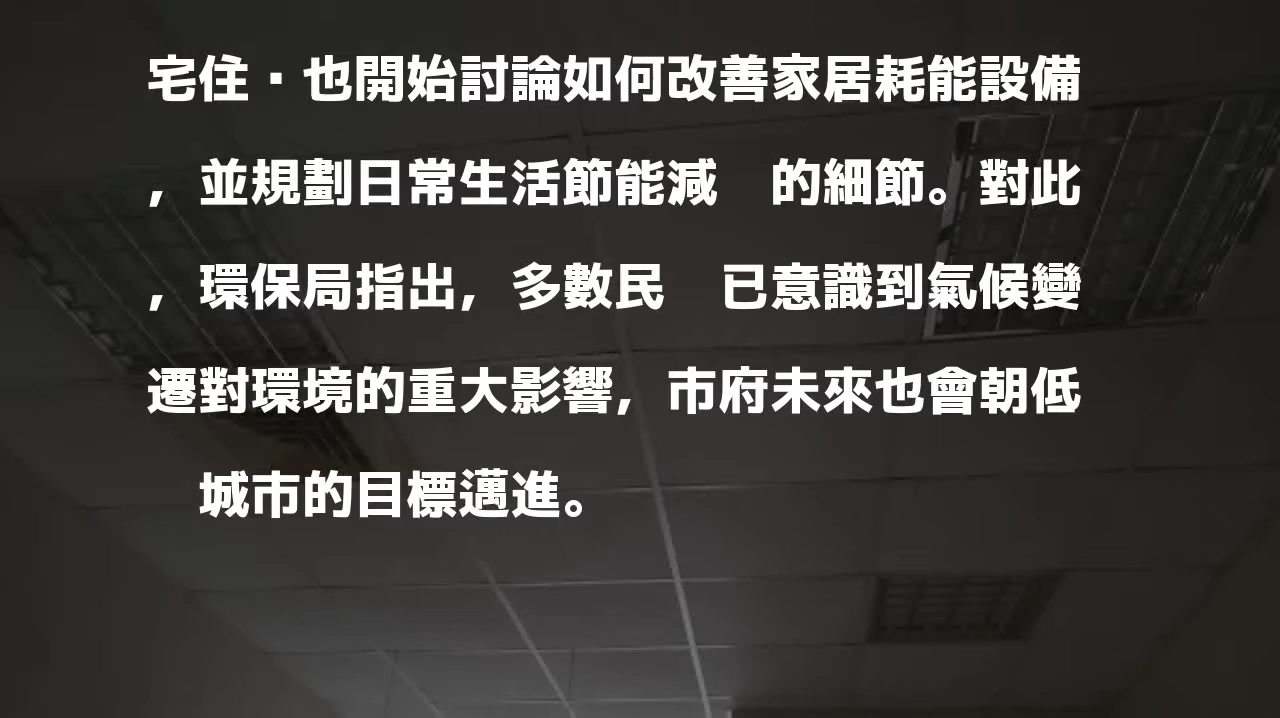 宅住·也開始討論如何改善家居耗能設備
，並規劃日常生活節能減　的細節。對此
，環保局指出，多數民　已意識到氣候變
遷對環境的重大影響，市府未來也會朝低
　城市的目標邁進。